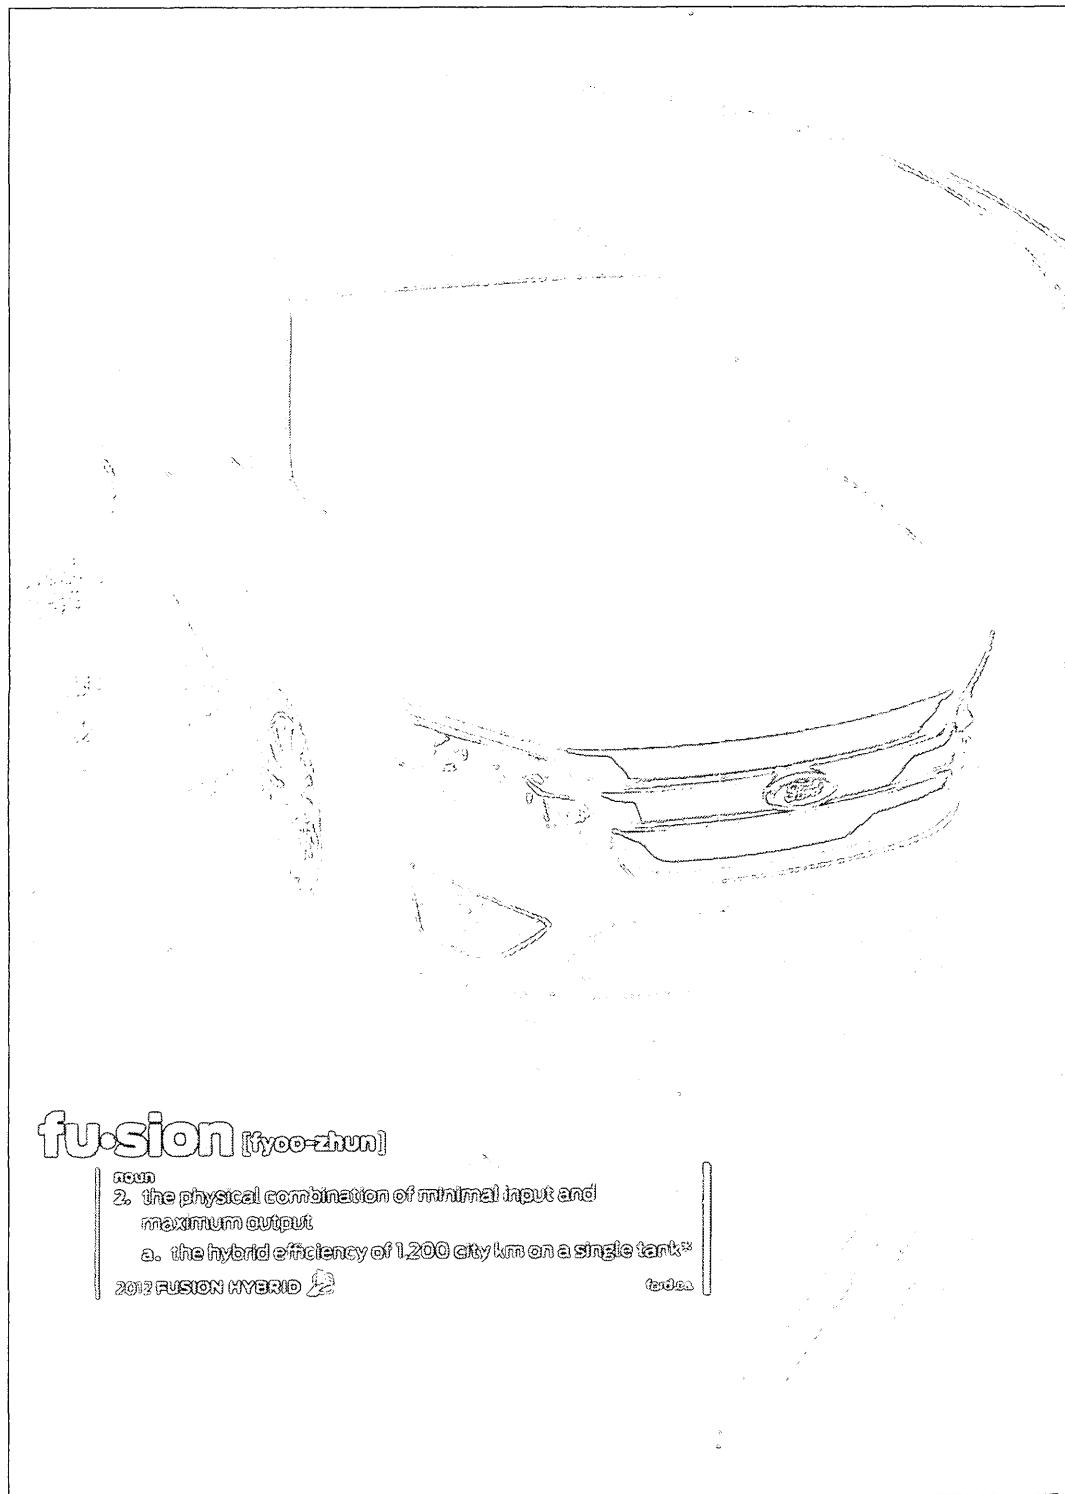 fu•sion [fyoo-zhun]
noun
2. the physical combination of minimal input and
maximum output
a. the hybrid efficiency of 1,200 city km on a single tank*
2012 FUSION HYBRID
ford.ca